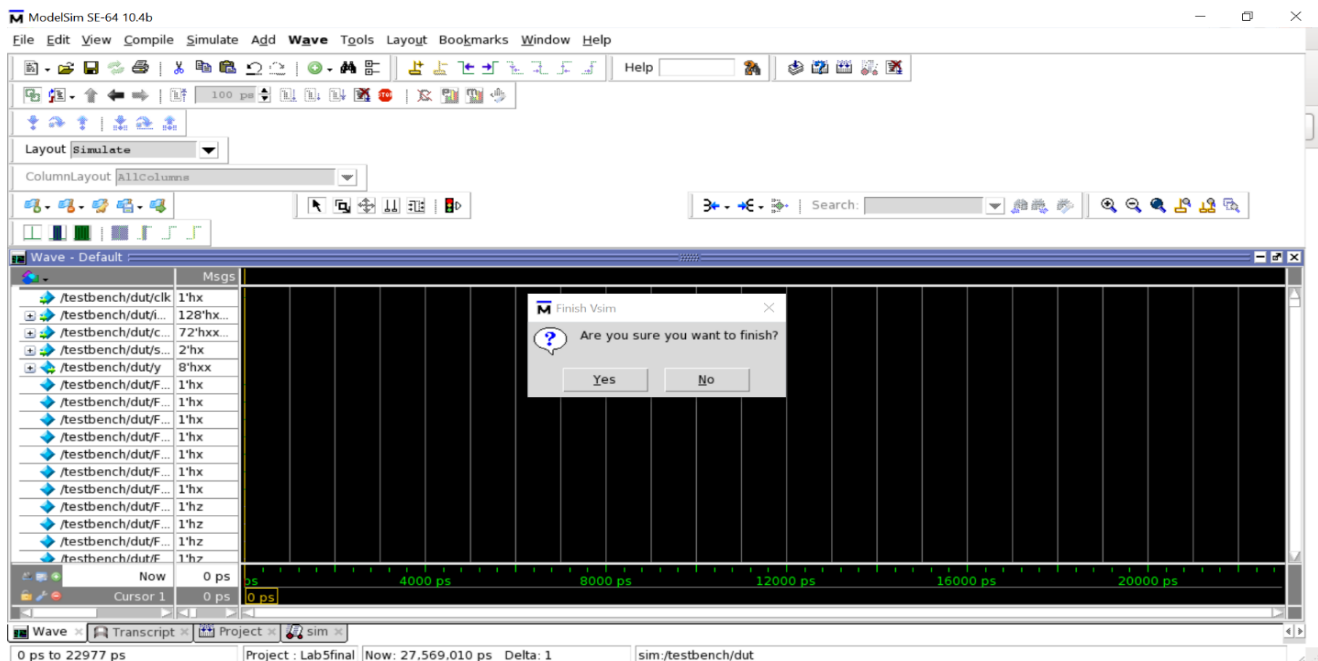 ModelSim SE-64 10.4b
File Edit View Compile Simulate Add Wave Tools Layout Bookmarks Window Help
Help
100 ps
Layout Simulate
ColumnLayout AllColumns
Search:
Wave - Default
Msgs
/testbench/dut/clk 1'hx
/testbench/dut/i... 128'hx...
/testbench/dut/c... 72'hxx...
/testbench/dut/s... 2'hx
/testbench/dut/y 8'hxx
/testbench/dut/F... 1'hx
/testbench/dut/F... 1'hx
/testbench/dut/F... 1'hx
/testbench/dut/F... 1'hx
/testbench/dut/F... 1'hx
/testbench/dut/F... 1'hx
/testbench/dut/F... 1'hx
/testbench/dut/F... 1'hz
/testbench/dut/F... 1'hz
/testbench/dut/F... 1'hz
/testbench/dut/F 1'hz
Finish Vsim
Are you sure you want to finish?
Yes No
Now 0 ps
ps 4000 ps 8000 ps 12000 ps 16000 ps 20000 ps
Cursor 1 0 ps 0 ps
Wave Transcript Project sim
0 ps to 22977 ps Project : Lab5final Now: 27,569,010 ps Delta: 1 sim:/testbench/dut